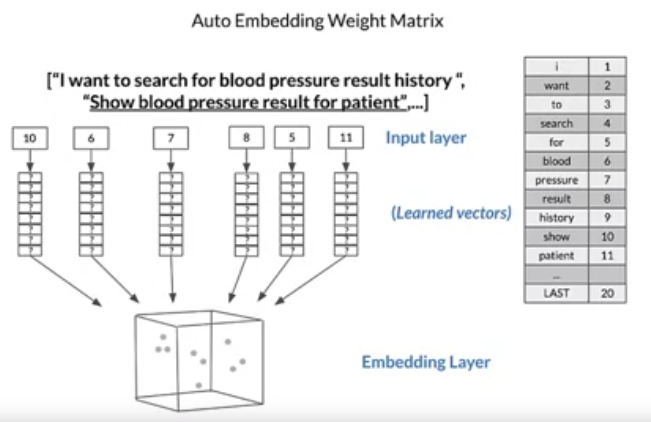 Auto Embedding Weight Matrix
["I want to search for blood pressure result history ",
"Show blood pressure result for patient",...]
10 6 7 8 5 11 Input layer
? ? ? ? ? ?
? ? ? ? ? ?
? ? ? ? ? ?
? ? ? ? ? ?
? ? ? ? ? ?
? ? ? ? ? ?
? ? ? ? ? ?
? ? ? ? ? ?
(Learned vectors)
Embedding Layer
i 1
want 2
to 3
search 4
for 5
blood 6
pressure 7
result 8
history 9
show 10
patient 11
...
LAST 20